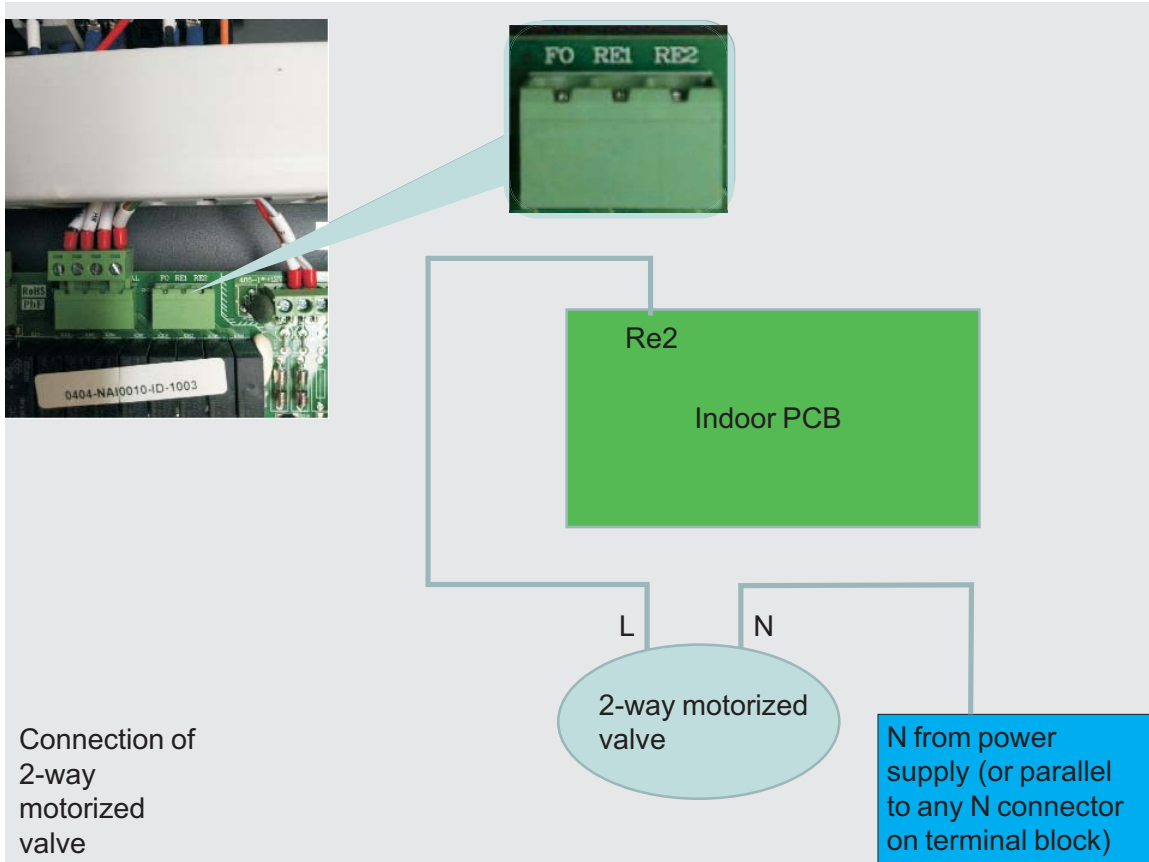 FO RE1 RE2
FO RE1 RE2
RoHS
PbF
0404-NAI0010-ID-1003
Re2
Indoor PCB
L
N
2-way motorized
valve
Connection of
2-way
motorized
valve
N from power
supply (or parallel
to any N connector
on terminal block)